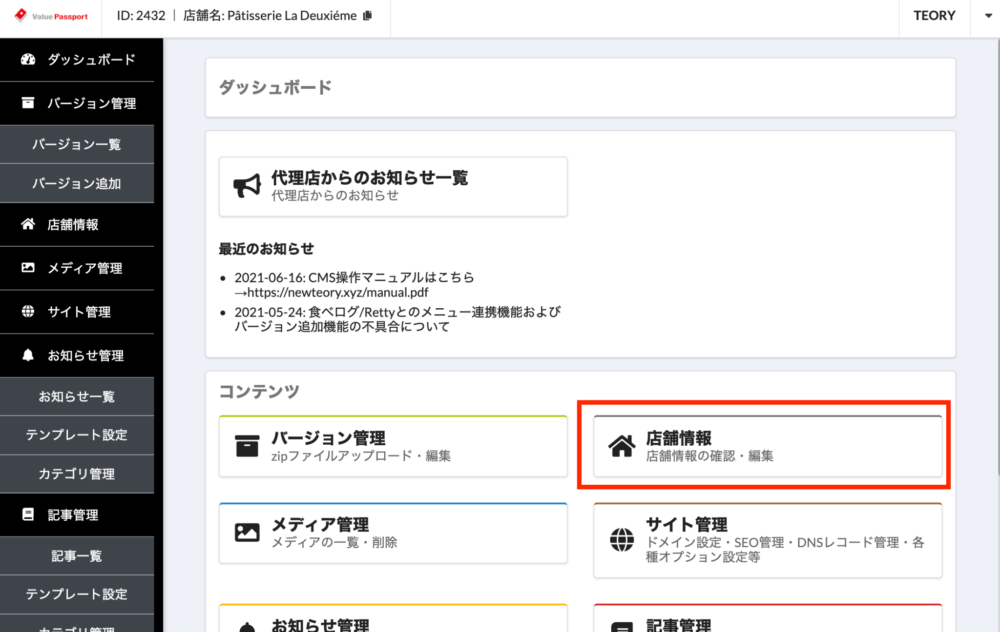 Value Passport
ID: 2432 | 店舗名: Pâtisserie La Deuxiéme
TEORY
ダッシュボード
バージョン管理
バージョン一覧
バージョン追加
店舗情報
メディア管理
サイト管理
お知らせ管理
お知らせ一覧
テンプレート設定
カテゴリ管理
記事管理
記事一覧
テンプレート設定
カテゴリ管理
ダッシュボード
代理店からのお知らせ一覧
代理店からのお知らせ
最近のお知らせ
• 2021-06-16: CMS操作マニュアルはこちら
→https://newteory.xyz/manual.pdf
• 2021-05-24: 食べログ/Rettyとのメニュー連携機能および
バージョン追加機能の不具合について
コンテンツ
バージョン管理
zipファイルアップロード・編集
店舗情報
店舗情報の確認・編集
メディア管理
メディアの一覧・削除
サイト管理
ドメイン設定・SEO管理・DNSレコード管理・各
種オプション設定等
お知らせ管理
記事管理